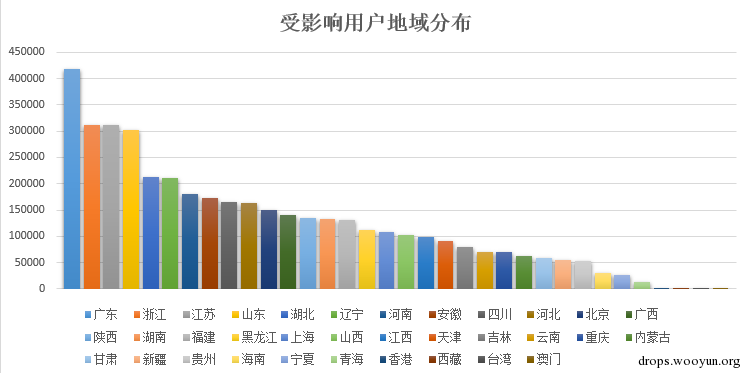 受影响用户地域分布
450000
400000
350000
300000
250000
200000
150000
100000
50000
0
广东 浙江 江苏 山东 湖北 辽宁 河南 安徽 四川 河北 北京 广西
陕西 湖南 福建 黑龙江 上海 山西 江西 天津 吉林 云南 重庆 内蒙古
甘肃 新疆 贵州 海南 宁夏 青海 香港 西藏 台湾 澳门
drops.wooyun.org